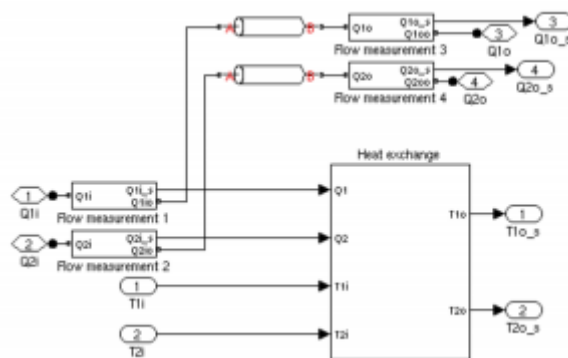 A B Q1o Q1o_s Q1oo 3 Q1o_s
Flow measurement 3 3 Q1o
A B Q2o Q2o_s Q2oo 4 Q2o_s
Flow measurement 4 4 Q2o
Heat exchange
1 Q1i Q1i Q1i_s Q1io Q1
Flow measurement 1
T1o 1 T1o_s
2 Q2i Q2i Q2i_s Q2io Q2
Flow measurement 2
1 T1i T1i
T2o 2 T2o_s
2 T2i T2i